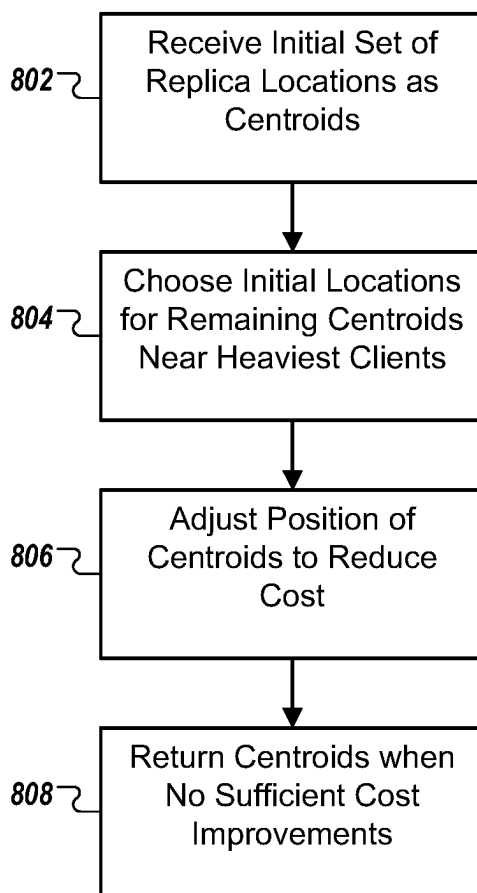 802
Receive Initial Set of
Replica Locations as
Centroids
804
Choose Initial Locations
for Remaining Centroids
Near Heaviest Clients
806
Adjust Position of
Centroids to Reduce
Cost
808
Return Centroids when
No Sufficient Cost
Improvements